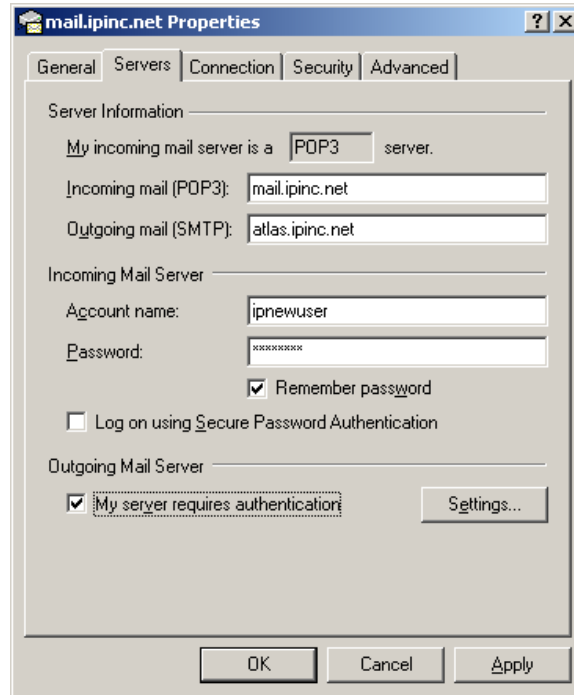 mail.ipinc.net Properties
General Servers Connection Security Advanced
Server Information
My incoming mail server is a POP3 server.
Incoming mail (POP3): mail.ipinc.net
Outgoing mail (SMTP): atlas.ipinc.net
Incoming Mail Server
Account name: ipnewuser
Password: ********
Remember password
Log on using Secure Password Authentication
Outgoing Mail Server
My server requires authentication Settings...
OK Cancel Apply